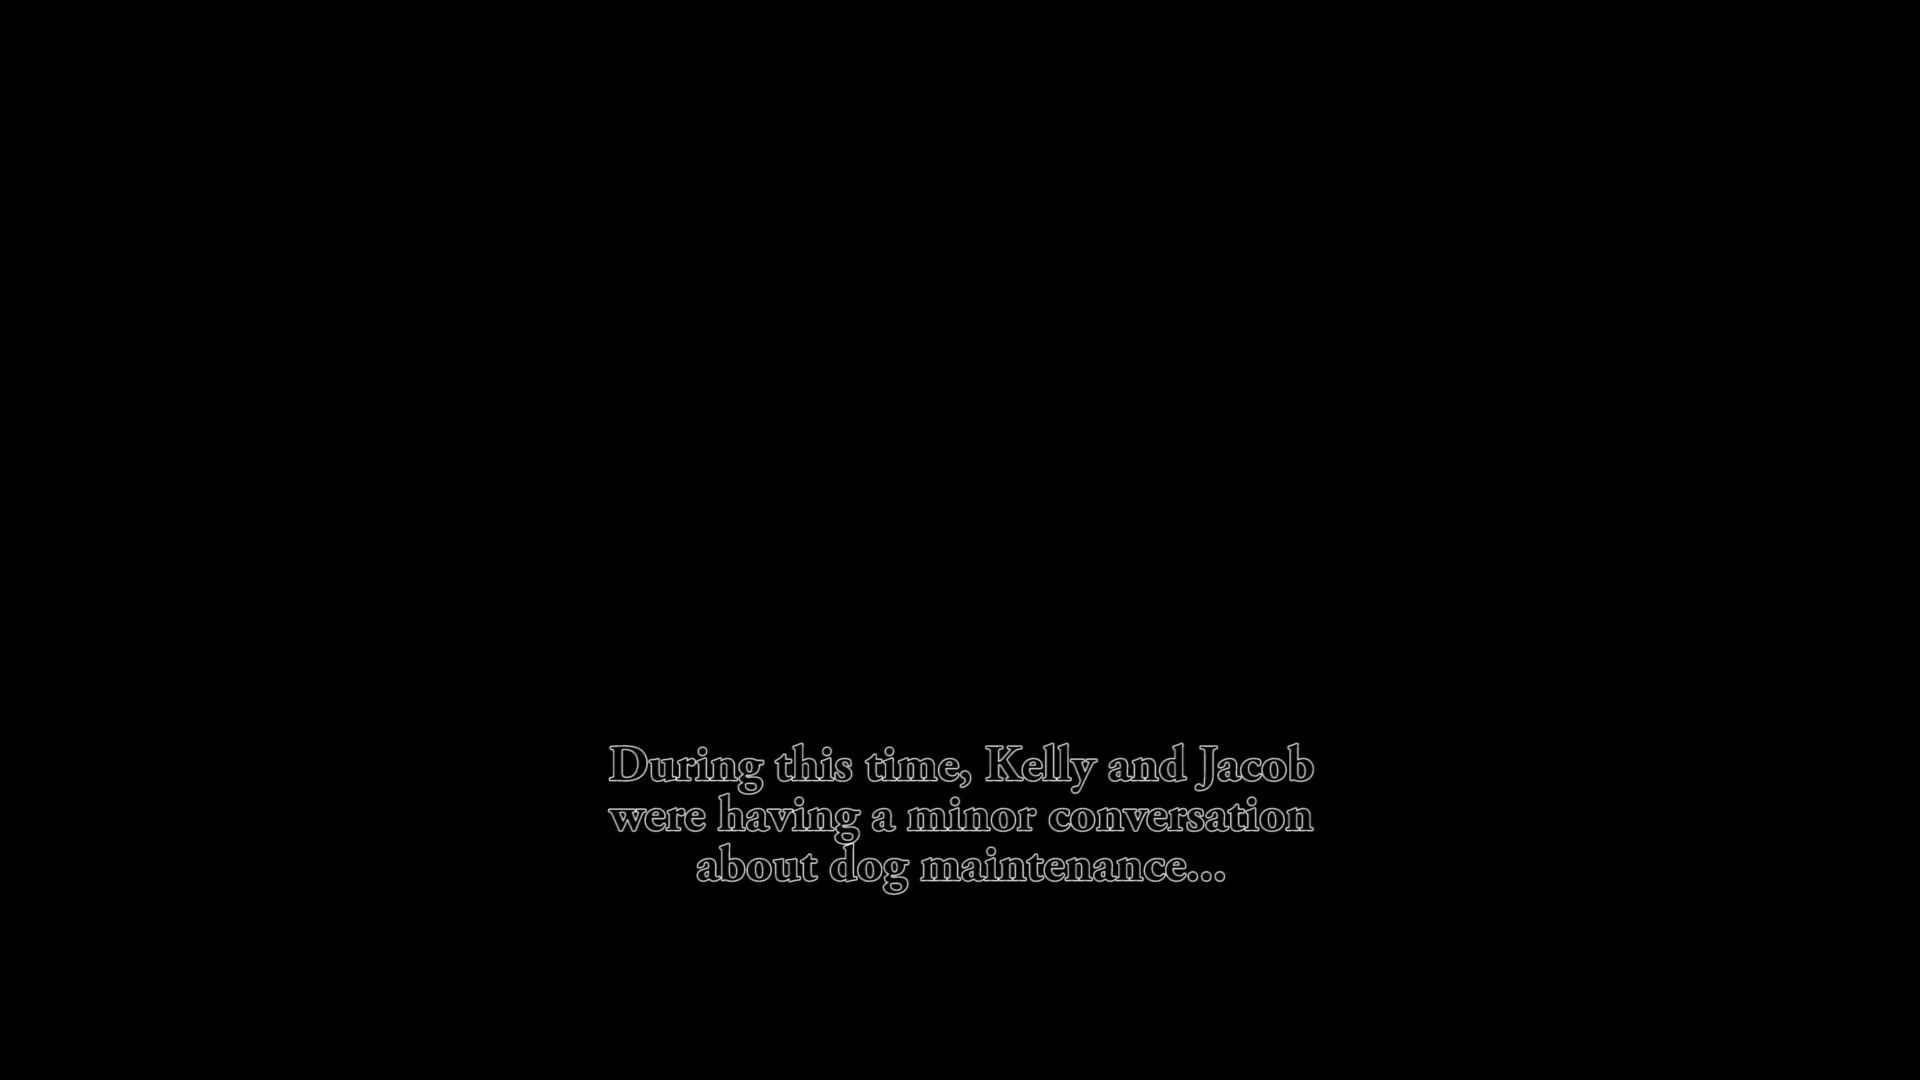 During this time, Kelly and Jacob
were having a minor conversation
about dog maintenance...